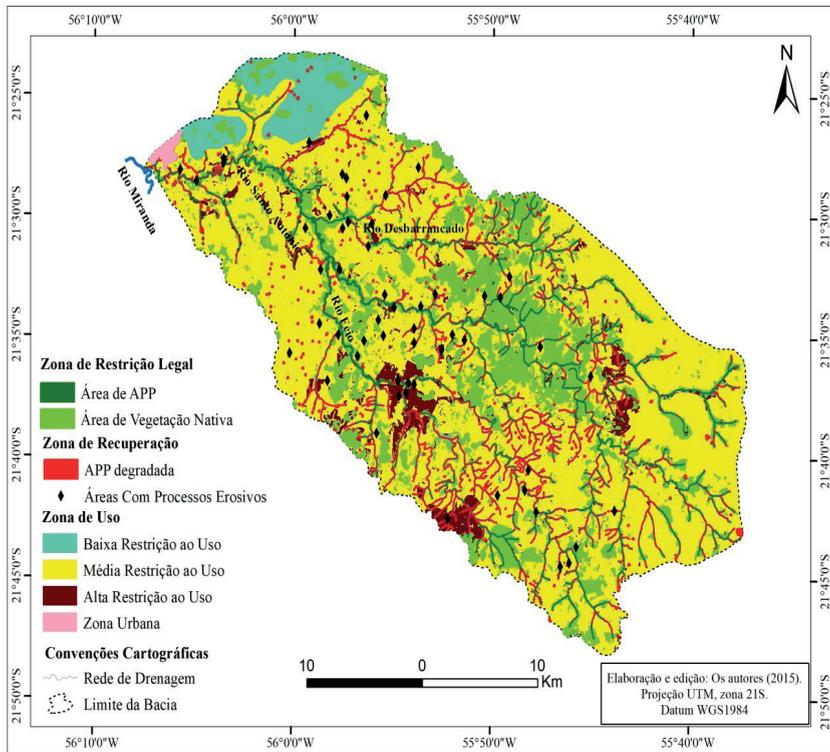 56°10'0"W 56°0'0"W 55°50'0"W 55°40'0"W
21°25'0"S
21°30'0"S
21°35'0"S
21°40'0"S
21°45'0"S
21°50'0"S
N
21°25'0"S
21°30'0"S
21°35'0"S
21°40'0"S
21°45'0"S
21°50'0"S
Rio Miranda
Rio Santo Antônio
Rio Desbarrancado
Rio Feio
Zona de Restrição Legal
Área de APP
Área de Vegetação Nativa
Zona de Recuperação
APP degradada
Áreas Com Processos Erosivos
Zona de Uso
Baixa Restrição ao Uso
Média Restrição ao Uso
Alta Restrição ao Uso
Zona Urbana
Convenções Cartográficas
Rede de Drenagem
Limite da Bacia
10 0 10
Km
Elaboração e edição: Os autores (2015).
Projeção UTM, zona 21S.
Datum WGS1984
56°10'0"W 56°0'0"W 55°50'0"W 55°40'0"W